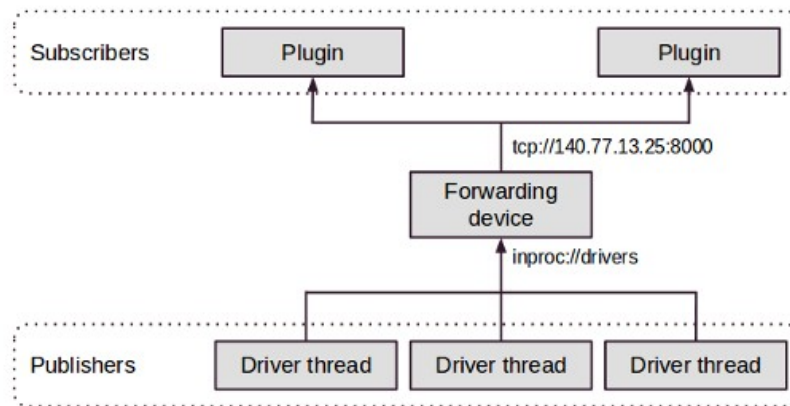 Subscribers
Plugin
Plugin
tcp://140.77.13.25:8000
Forwarding
device
inproc://drivers
Publishers
Driver thread
Driver thread
Driver thread